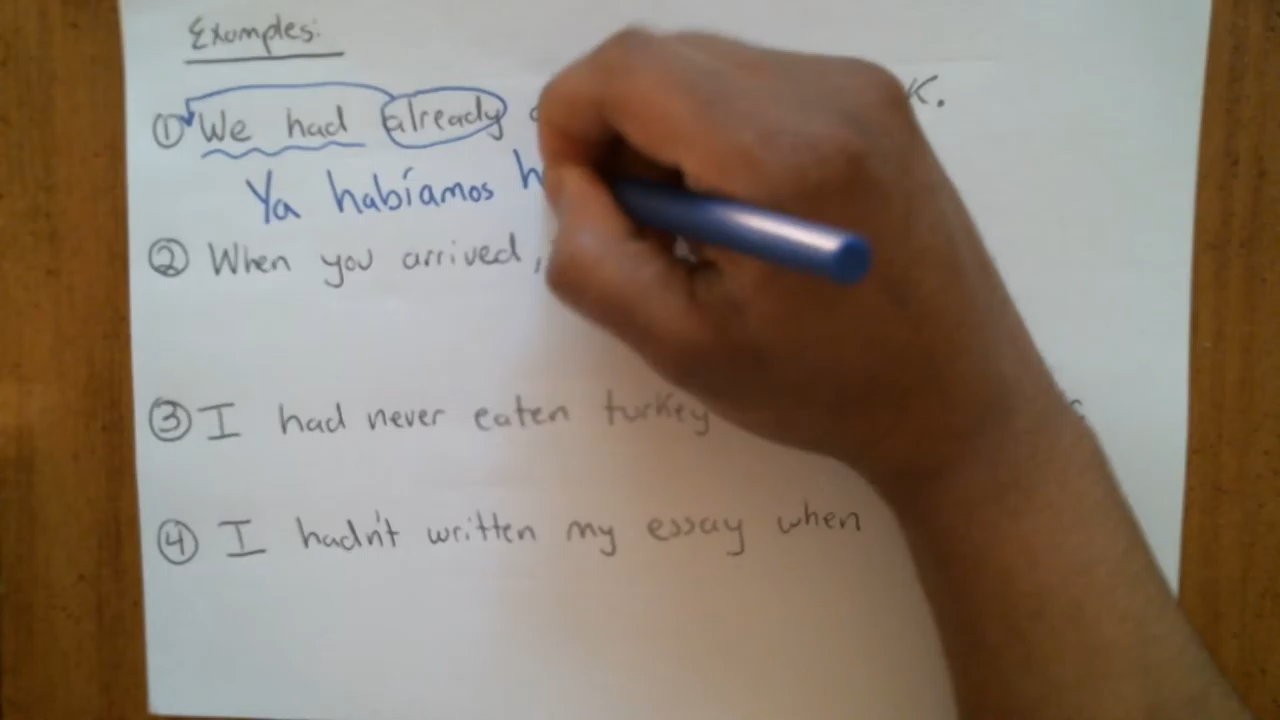 Examples:
① We had already
Ya habíamos
② When you arrived,
③ I had never eaten turkey
④ I hadn't written my essay when